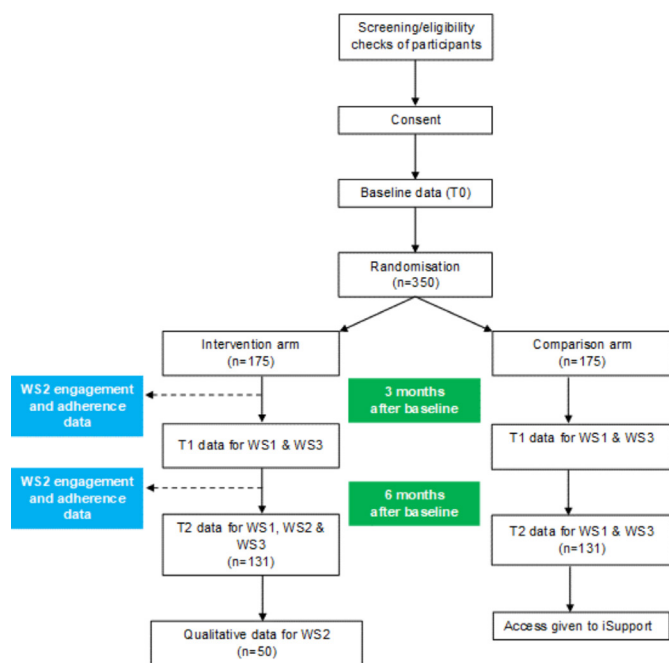 Screening/eligibility
checks of participants
Consent
Baseline data (T0)
Randomisation
(n=350)
Intervention arm
(n=175)
Comparison arm
(n=175)
WS2 engagement
and adherence
data
3 months
after baseline
T1 data for WS1 & WS3
T1 data for WS1 & WS3
WS2 engagement
and adherence
data
6 months
after baseline
T2 data for WS1, WS2 &
WS3
(n=131)
T2 data for WS1 & WS3
(n=131)
Qualitative data for WS2
(n=50)
Access given to iSupport